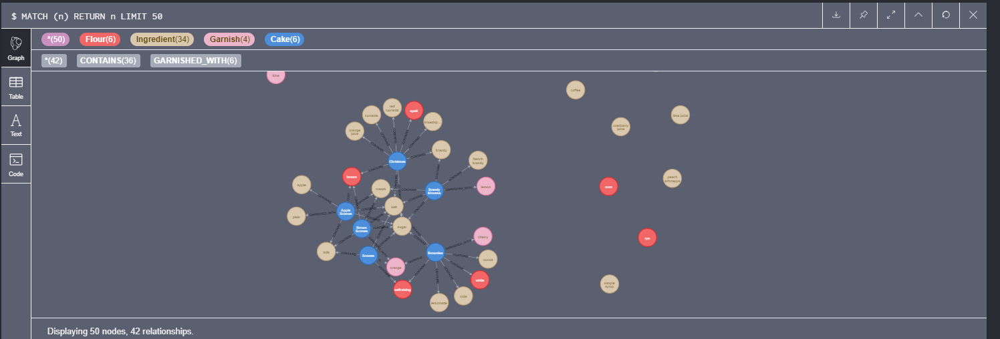 $ MATCH (n) RETURN n LIMIT 50
Graph
Table
Text
Code
*(50) Flour(6) Ingredient(34) Garnish(4) Cake(6)
*(42) CONTAINS(36) GARNISHED_WITH(6)
lime
coffee
cranberry
juice
lime juice
peach
schnapps
corn
rye
simple
syrup
red
currants
currants
spelt
mixedsp...
orange
juice
Christmas
brandy
french
brandy
lemon
Brandy
Mousse
brown
cream
apple
salt
Apple
Scones
pear
Brown
Scones
sugar
milk
Scones
orange
Brownies
cherry
cocoa
white
cola
lemonade
selfraising
CONTAINS
GARNISHED_WITH
Displaying 50 nodes, 42 relationships.